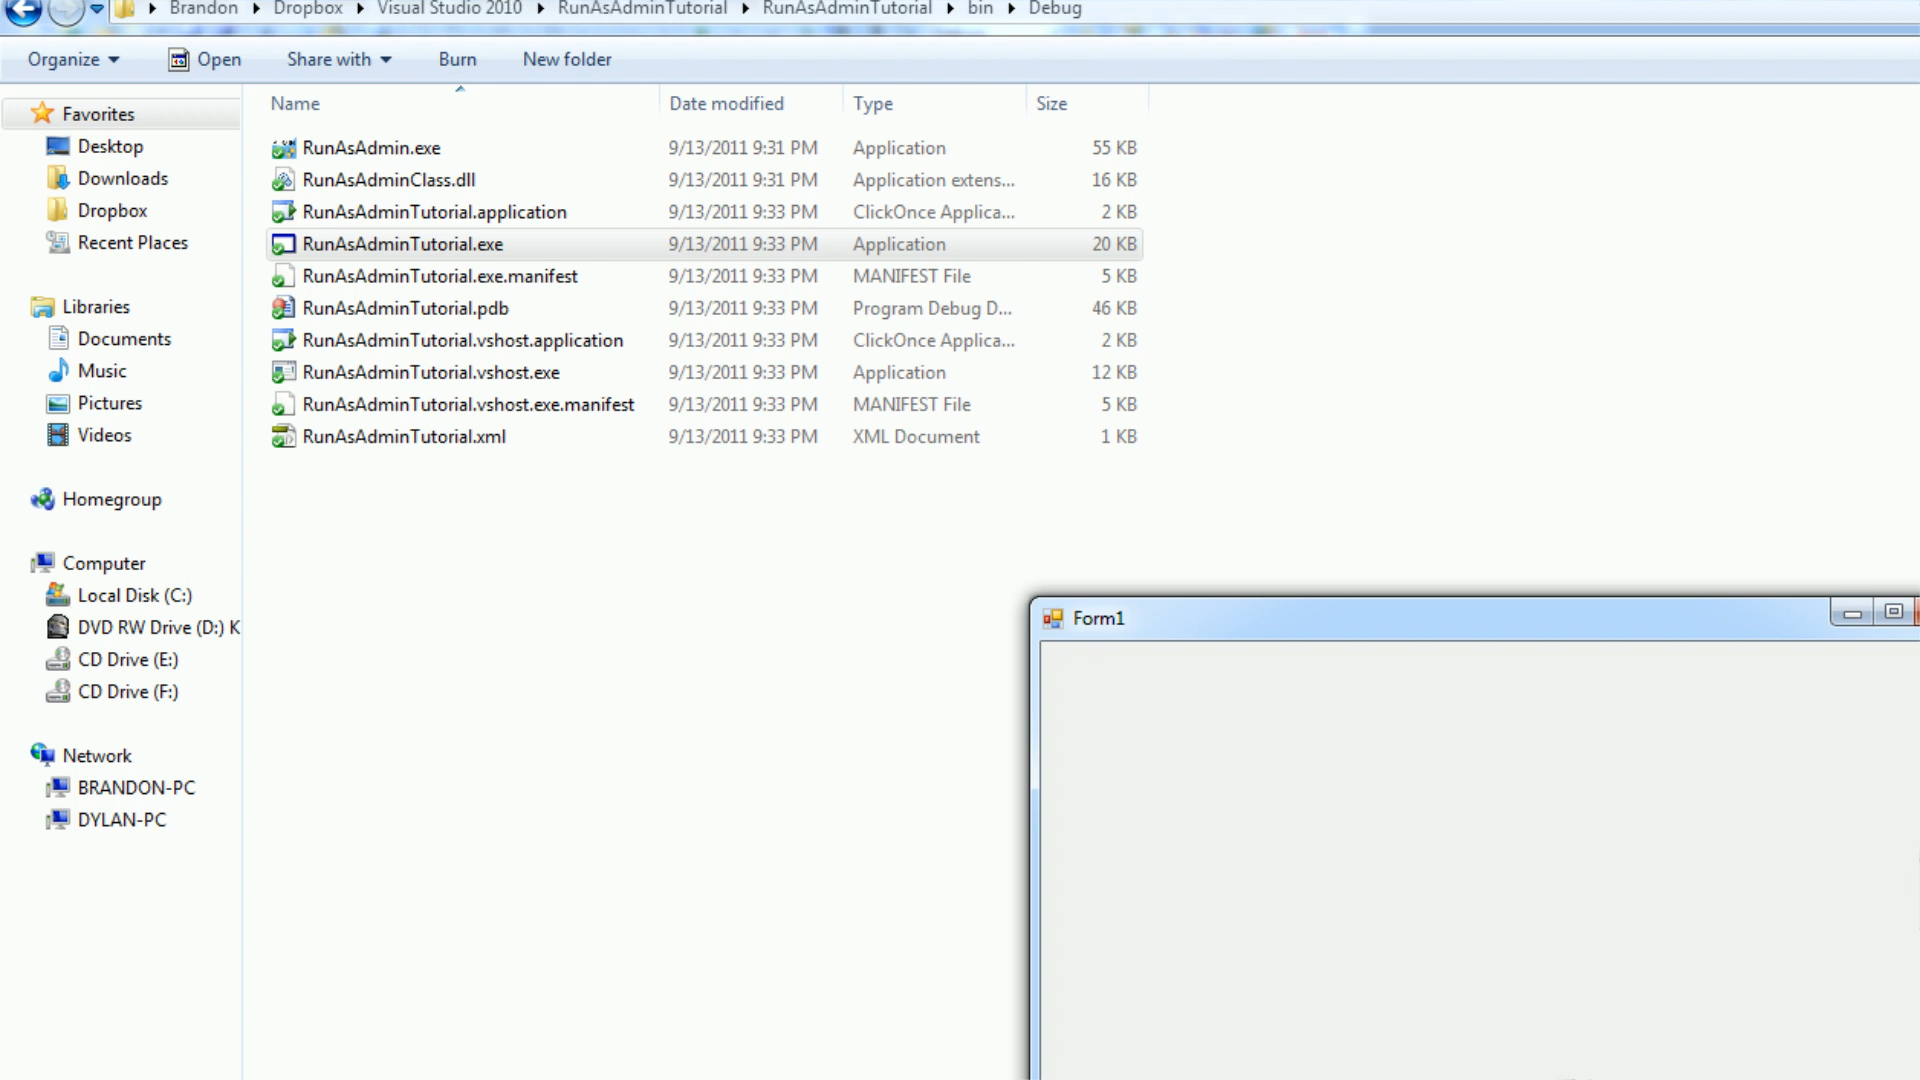 Brandon Dropbox Visual Studio 2010 RunAsAdminTutorial RunAsAdminTutorial bin Debug
Organize Open Share with Burn New folder
Name Date modified Type Size
Favorites
Desktop
Downloads
Dropbox
Recent Places
Libraries
Documents
Music
Pictures
Videos
Homegroup
Computer
Local Disk (C:)
DVD RW Drive (D:) K
CD Drive (E:)
CD Drive (F:)
Network
BRANDON-PC
DYLAN-PC
RunAsAdmin.exe 9/13/2011 9:31 PM Application 55 KB
RunAsAdminClass.dll 9/13/2011 9:31 PM Application extens... 16 KB
RunAsAdminTutorial.application 9/13/2011 9:33 PM ClickOnce Applica... 2 KB
RunAsAdminTutorial.exe 9/13/2011 9:33 PM Application 20 KB
RunAsAdminTutorial.exe.manifest 9/13/2011 9:33 PM MANIFEST File 5 KB
RunAsAdminTutorial.pdb 9/13/2011 9:33 PM Program Debug D... 46 KB
RunAsAdminTutorial.vshost.application 9/13/2011 9:33 PM ClickOnce Applica... 2 KB
RunAsAdminTutorial.vshost.exe 9/13/2011 9:33 PM Application 12 KB
RunAsAdminTutorial.vshost.exe.manifest 9/13/2011 9:33 PM MANIFEST File 5 KB
RunAsAdminTutorial.xml 9/13/2011 9:33 PM XML Document 1 KB
Form1